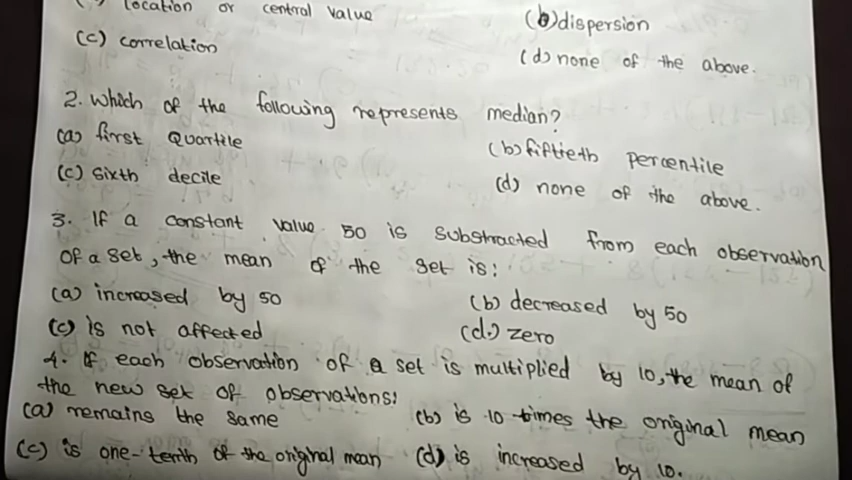 location or central value
(b) dispersion
(c) correlation
(d) none of the above.
2. Which of the following represents median?
(a) first Quartile
(b) fiftieth percentile
(c) sixth decile
(d) none of the above.
3. If a constant value 50 is substracted from each observation
of a set, the mean of the set is:
(a) increased by 50
(b) decreased by 50
(c) is not affected
(d) zero
4. If each observation of a set is multiplied by 10, the mean of
the new set of observations:
(a) remains the same
(b) is 10 times the original mean
(c) is one-tenth of the original mean
(d) is increased by 10.